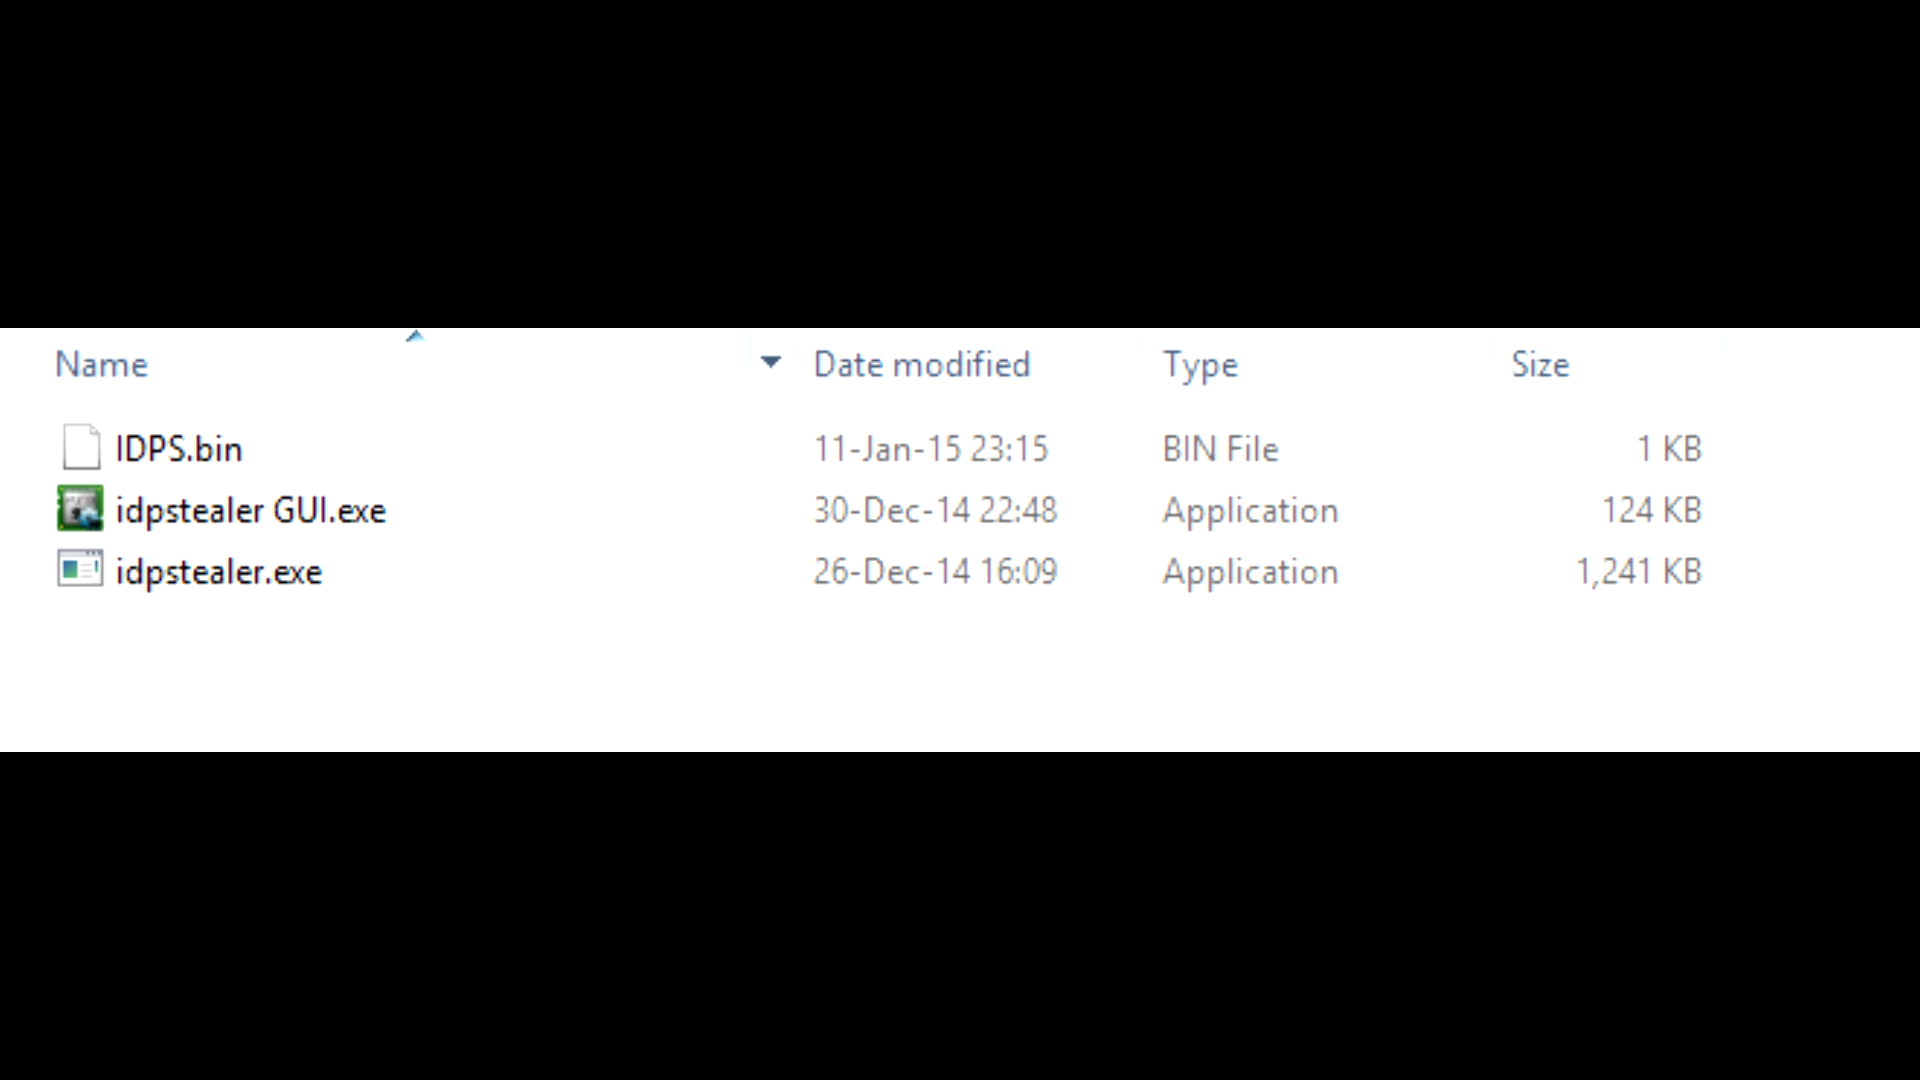 Name Date modified Type Size
IDPS.bin 11-Jan-15 23:15 BIN File 1 KB
idpstealer GUI.exe 30-Dec-14 22:48 Application 124 KB
idpstealer.exe 26-Dec-14 16:09 Application 1,241 KB